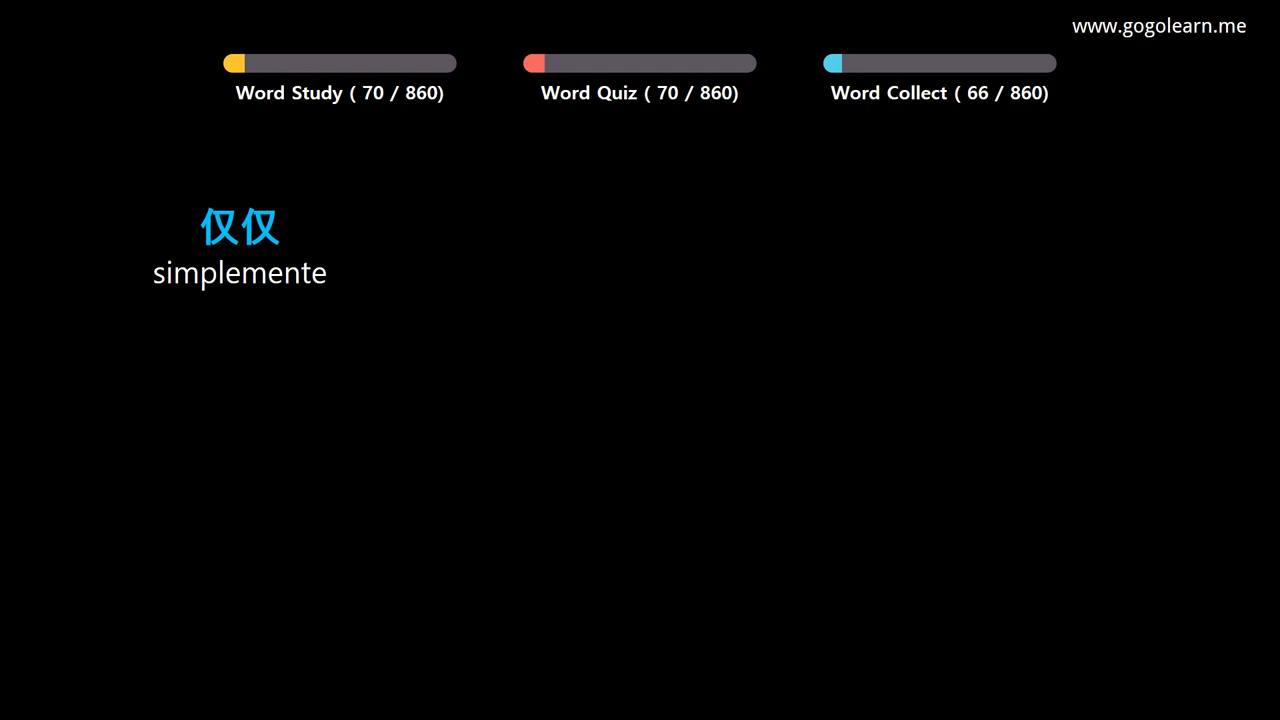 www.gogolearn.me
Word Study ( 70 / 860)
Word Quiz ( 70 / 860)
Word Collect ( 66 / 860)
仅仅
simplemente